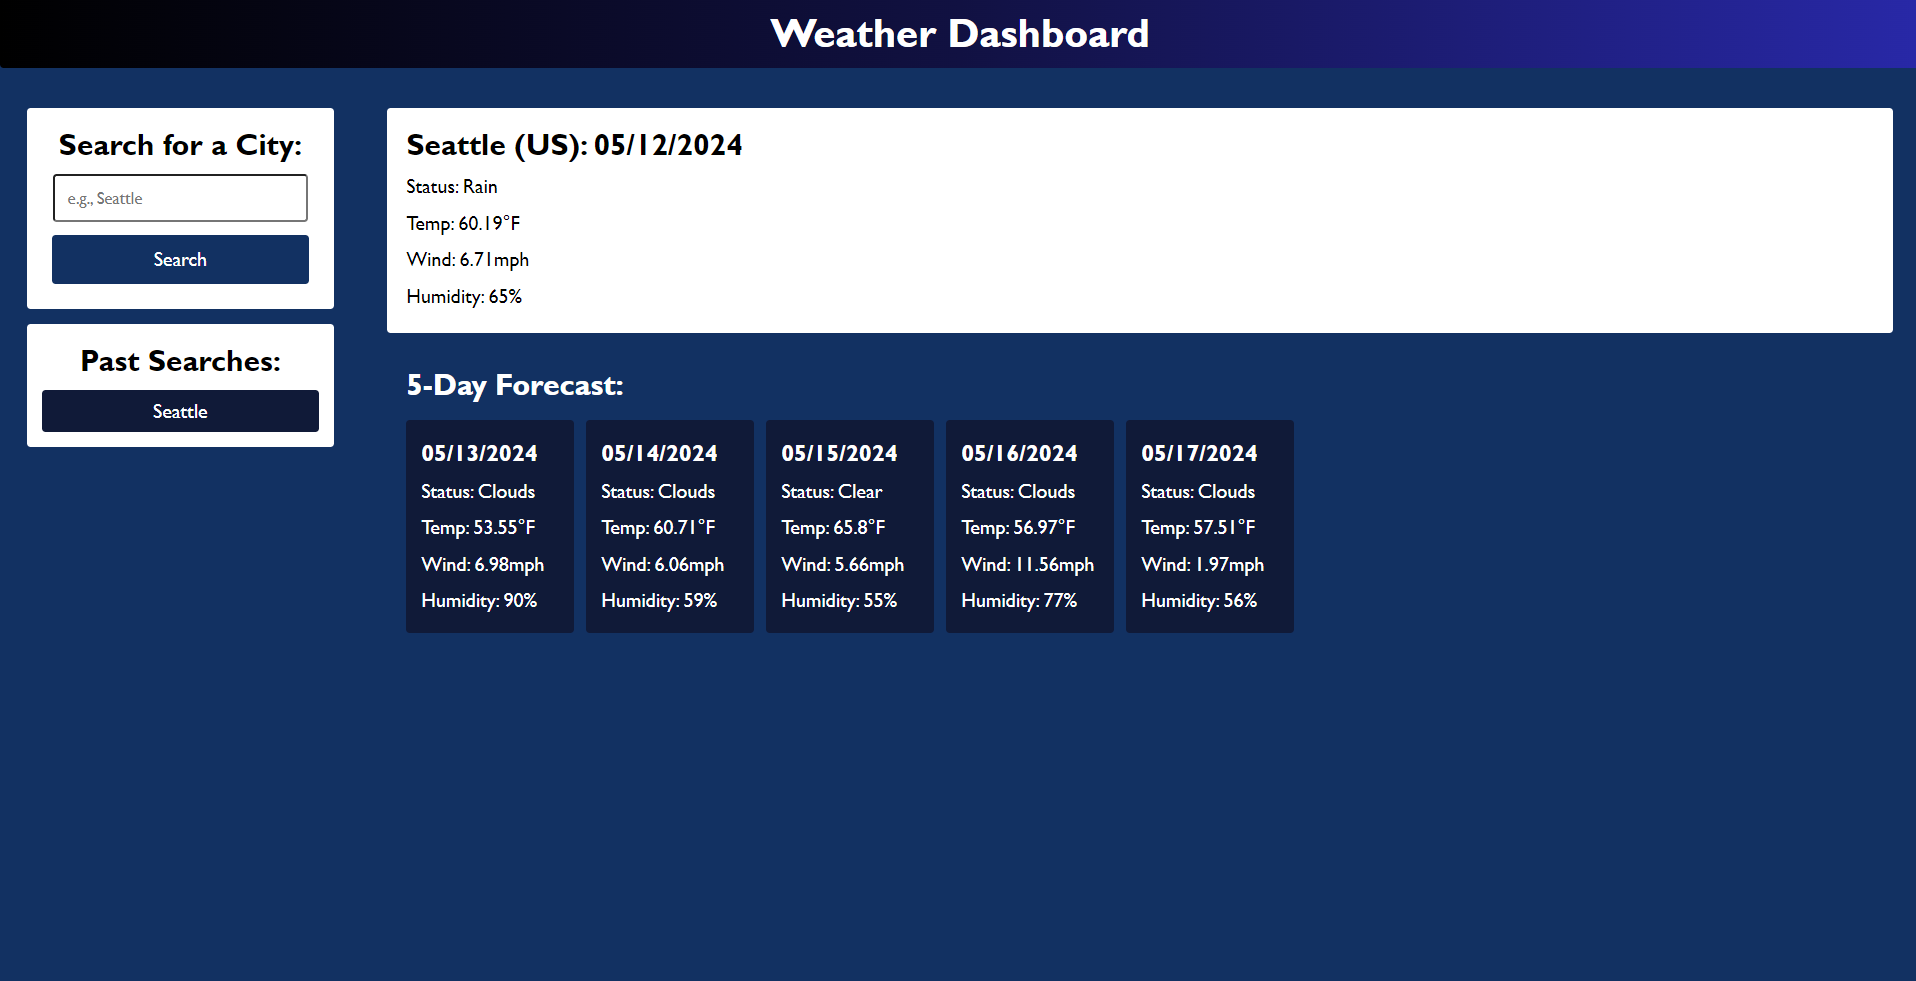 Weather Dashboard
Search for a City:
e.g., Seattle
Search
Past Searches:
Seattle
Seattle (US): 05/12/2024
Status: Rain
Temp: 60.19°F
Wind: 6.71mph
Humidity: 65%
5-Day Forecast:
05/13/2024
Status: Clouds
Temp: 53.55°F
Wind: 6.98mph
Humidity: 90%
05/14/2024
Status: Clouds
Temp: 60.71°F
Wind: 6.06mph
Humidity: 59%
05/15/2024
Status: Clear
Temp: 65.8°F
Wind: 5.66mph
Humidity: 55%
05/16/2024
Status: Clouds
Temp: 56.97°F
Wind: 11.56mph
Humidity: 77%
05/17/2024
Status: Clouds
Temp: 57.51°F
Wind: 1.97mph
Humidity: 56%